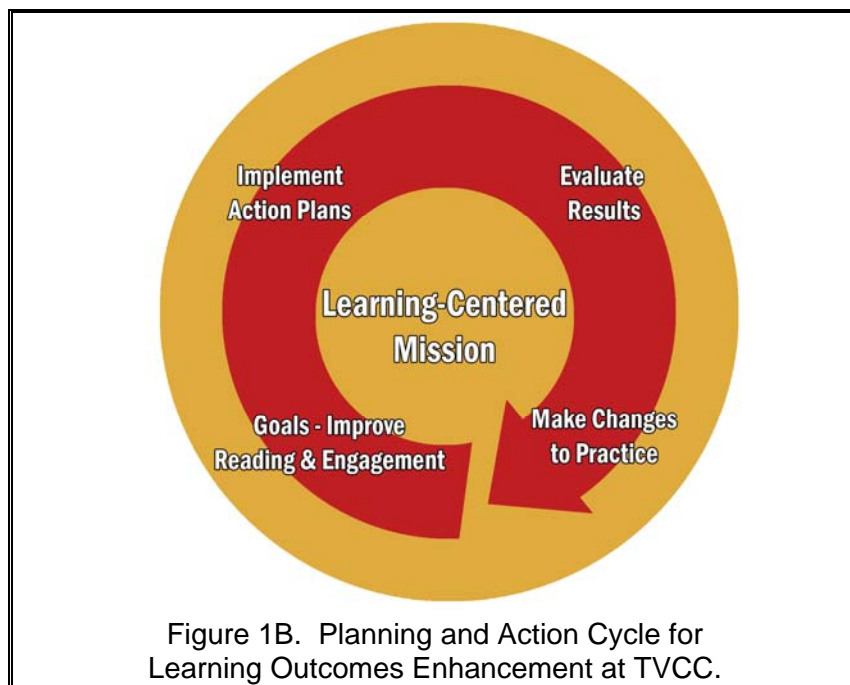 Implement
Action Plans
Evaluate
Results
Learning-Centered
Mission
Goals - Improve
Reading & Engagement
Make Changes
to Practice
Figure 1B.  Planning and Action Cycle for
Learning Outcomes Enhancement at TVCC.